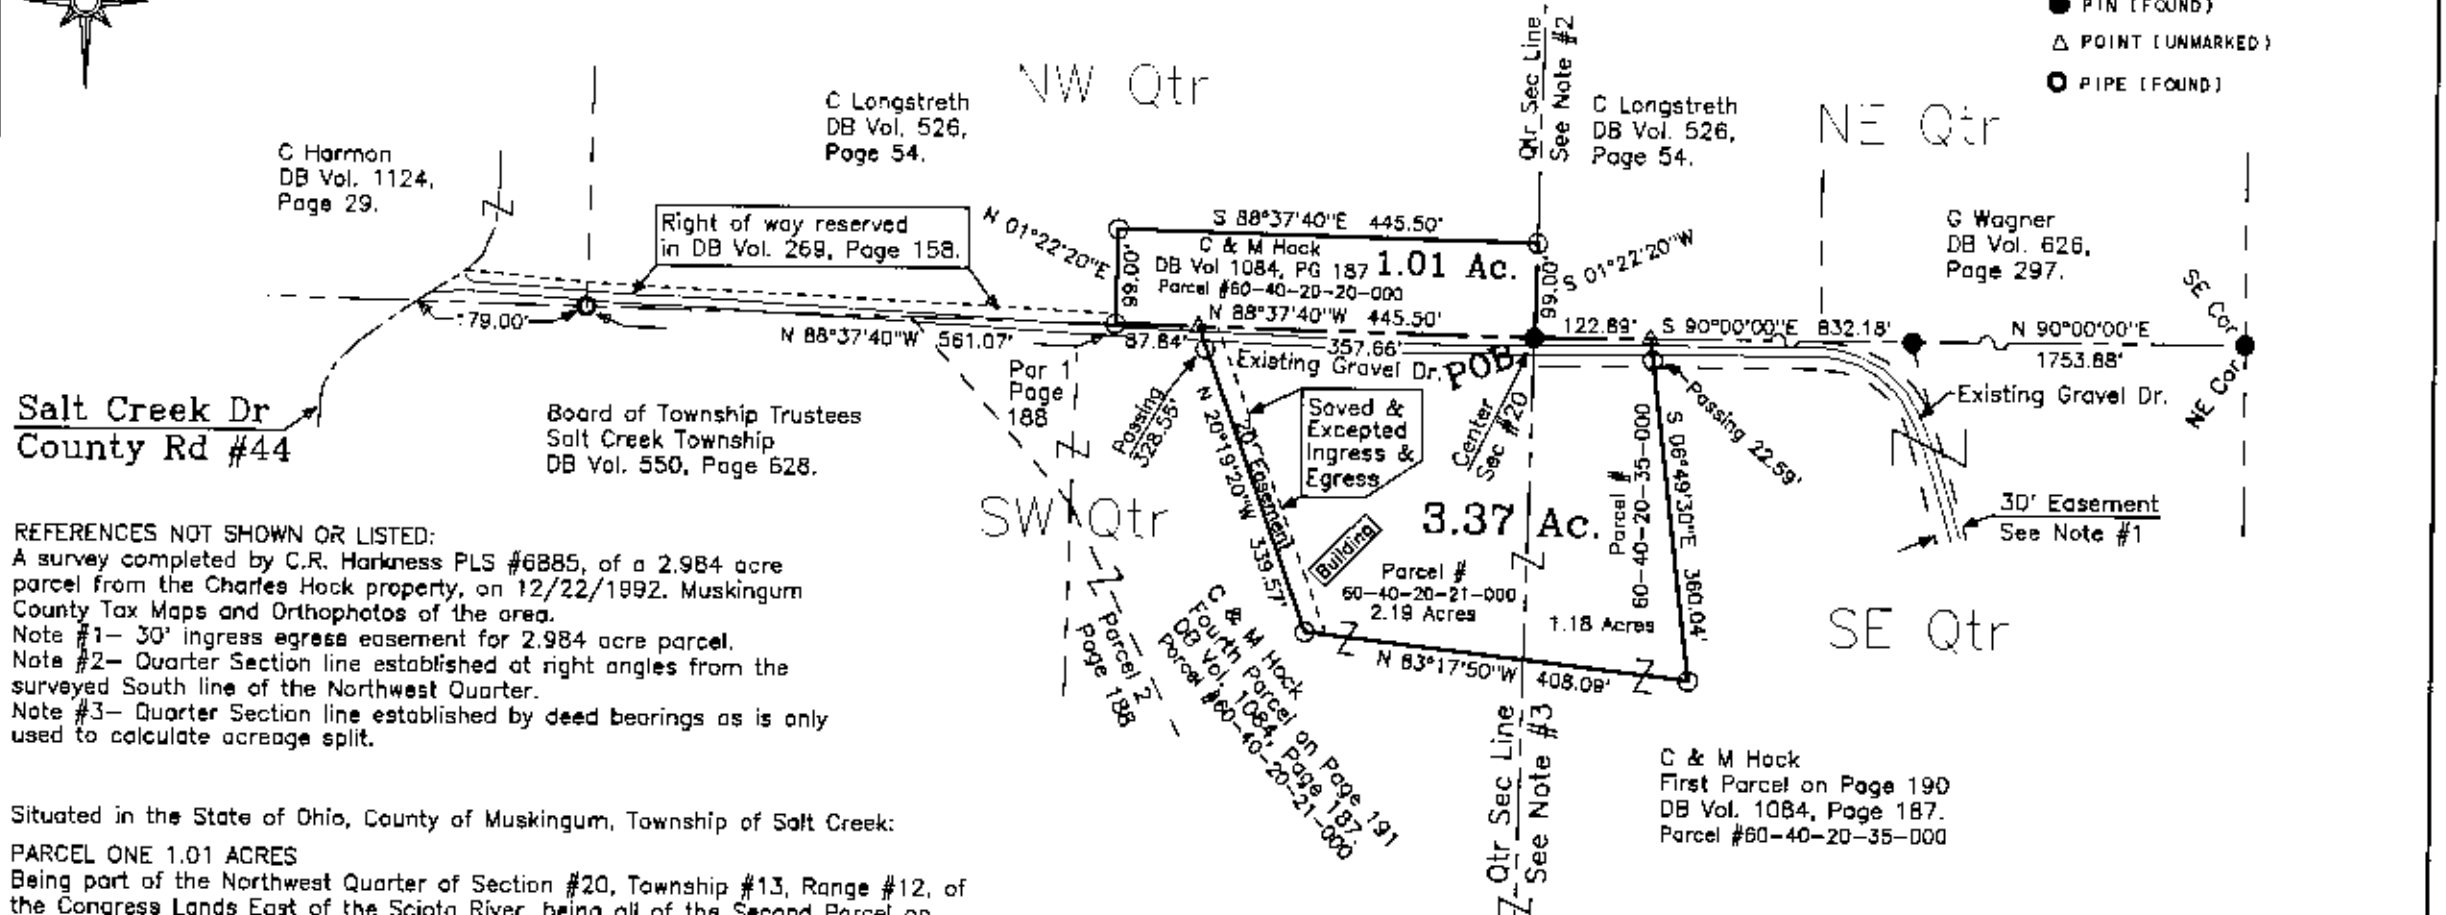 PIN (FOUND)
POINT (UNMARKED)
PIPE (FOUND)
NW Qtr
Qtr Sec Line
See Note #2
C Longstreth
DB Vol. 526,
Page 54.
C Longstreth
DB Vol. 526,
Page 54.
NE Qtr
C Harmon
DB Vol. 1124,
Page 29.
Right of way reserved
in DB Vol. 269, Page 158.
N 01°22'20"E
99.00'
S 88°37'40"E 445.50'
C & M Hock
DB Vol 1084, PG 187
1.01 Ac.
Parcel #60-40-20-20-000
99.00'
S 01°22'20"W
G Wagner
DB Vol. 626,
Page 297.
SE Cor
NE Cor
79.00'
N 88°37'40"W 561.07'
87.84'
N 88°37'40"W 445.50'
357.66'
122.89'
S 90°00'00"E 832.18'
N 90°00'00"E
1753.88'
Existing Gravel Dr.
POB
Existing Gravel Dr.
Par 1
Page
188
Passing
328.55'
Center
Sec #20
Passing 22.59'
Salt Creek Dr
County Rd #44
Board of Township Trustees
Salt Creek Township
DB Vol. 550, Page 628.
Saved &
Excepted
Ingress &
Egress
20' Easement
N 20°19'20"W 339.57'
Building
3.37 Ac.
Parcel #
60-40-20-35-000
S 06°49'30"E 360.04'
30' Easement
See Note #1
SW Qtr
SE Qtr
Parcel #
60-40-20-21-000
2.19 Acres
1.18 Acres
N 83°17'50"W 408.09'
Parcel 2
Page 188
C & M Hock
Fourth Parcel on Page 191
DB Vol. 1084, Page 187.
Parcel #60-40-20-21-000
Qtr Sec Line
See Note #3
C & M Hock
First Parcel on Page 190
DB Vol. 1084, Page 187.
Parcel #60-40-20-35-000
REFERENCES NOT SHOWN OR LISTED:
A survey completed by C.R. Harkness PLS #6885, of a 2.984 acre
parcel from the Charles Hock property, on 12/22/1992. Muskingum
County Tax Maps and Orthophotos of the area.
Note #1- 30' ingress egress easement for 2.984 acre parcel.
Note #2- Quarter Section line established at right angles from the
surveyed South line of the Northwest Quarter.
Note #3- Quarter Section line established by deed bearings as is only
used to calculate acreage split.
Situated in the State of Ohio, County of Muskingum, Township of Salt Creek:
PARCEL ONE 1.01 ACRES
Being part of the Northwest Quarter of Section #20, Township #13, Range #12, of
the Congress Lands East of the Scioto River, being all of the Second Parcel on